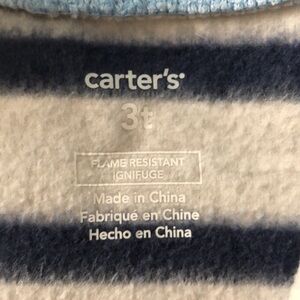 carter's
3t
FLAME RESISTANT
IGNIFUGE
Made in China
Fabriqué en Chine
Hecho en China